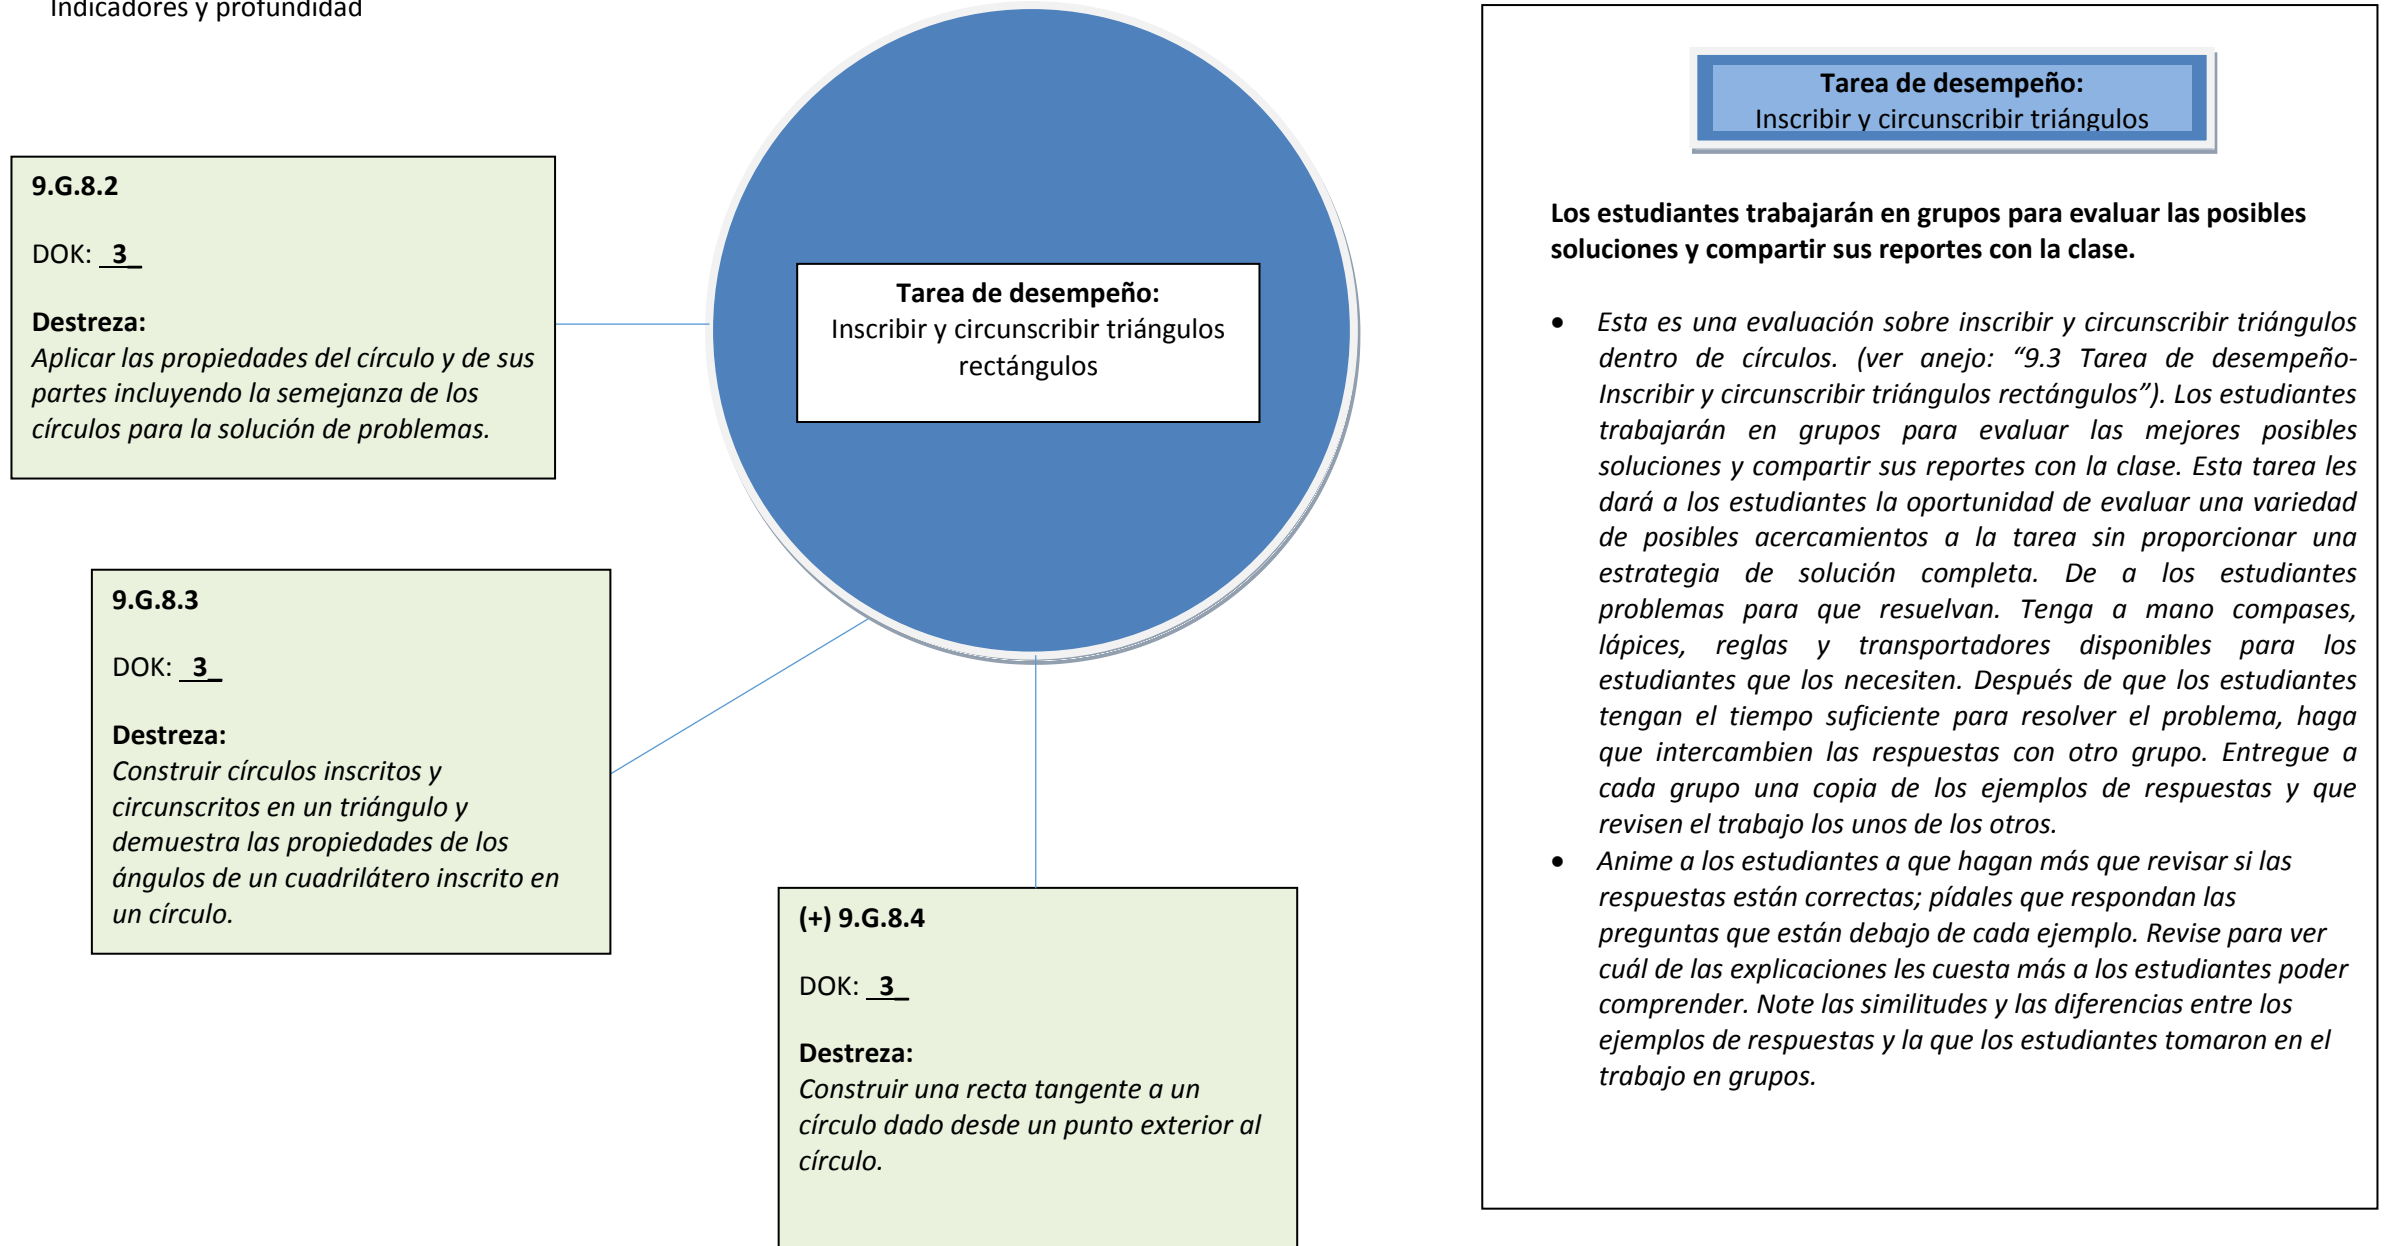 Indicadores y profundidad
9.G.8.2
DOK: _3_
Destreza:
Aplicar las propiedades del círculo y de sus
partes incluyendo la semejanza de los
círculos para la solución de problemas.
9.G.8.3
DOK: _3_
Destreza:
Construir círculos inscritos y
circunscritos en un triángulo y
demuestra las propiedades de los
ángulos de un cuadrilátero inscrito en
un círculo.
Tarea de desempeño:
Inscribir y circunscribir triángulos
rectángulos
(+) 9.G.8.4
DOK: _3_
Destreza:
Construir una recta tangente a un
círculo dado desde un punto exterior al
círculo.
Tarea de desempeño:
Inscribir y circunscribir triángulos
Los estudiantes trabajarán en grupos para evaluar las posibles
soluciones y compartir sus reportes con la clase.
• Esta es una evaluación sobre inscribir y circunscribir triángulos
dentro de círculos. (ver anejo: “9.3 Tarea de desempeño-
Inscribir y circunscribir triángulos rectángulos”). Los estudiantes
trabajarán en grupos para evaluar las mejores posibles
soluciones y compartir sus reportes con la clase. Esta tarea les
dará a los estudiantes la oportunidad de evaluar una variedad
de posibles acercamientos a la tarea sin proporcionar una
estrategia de solución completa. De a los estudiantes
problemas para que resuelvan. Tenga a mano compases,
lápices, reglas y transportadores disponibles para los
estudiantes que los necesiten. Después de que los estudiantes
tengan el tiempo suficiente para resolver el problema, haga
que intercambien las respuestas con otro grupo. Entregue a
cada grupo una copia de los ejemplos de respuestas y que
revisen el trabajo los unos de los otros.
• Anime a los estudiantes a que hagan más que revisar si las
respuestas están correctas; pídales que respondan las
preguntas que están debajo de cada ejemplo. Revise para ver
cuál de las explicaciones les cuesta más a los estudiantes poder
comprender. Note las similitudes y las diferencias entre los
ejemplos de respuestas y la que los estudiantes tomaron en el
trabajo en grupos.